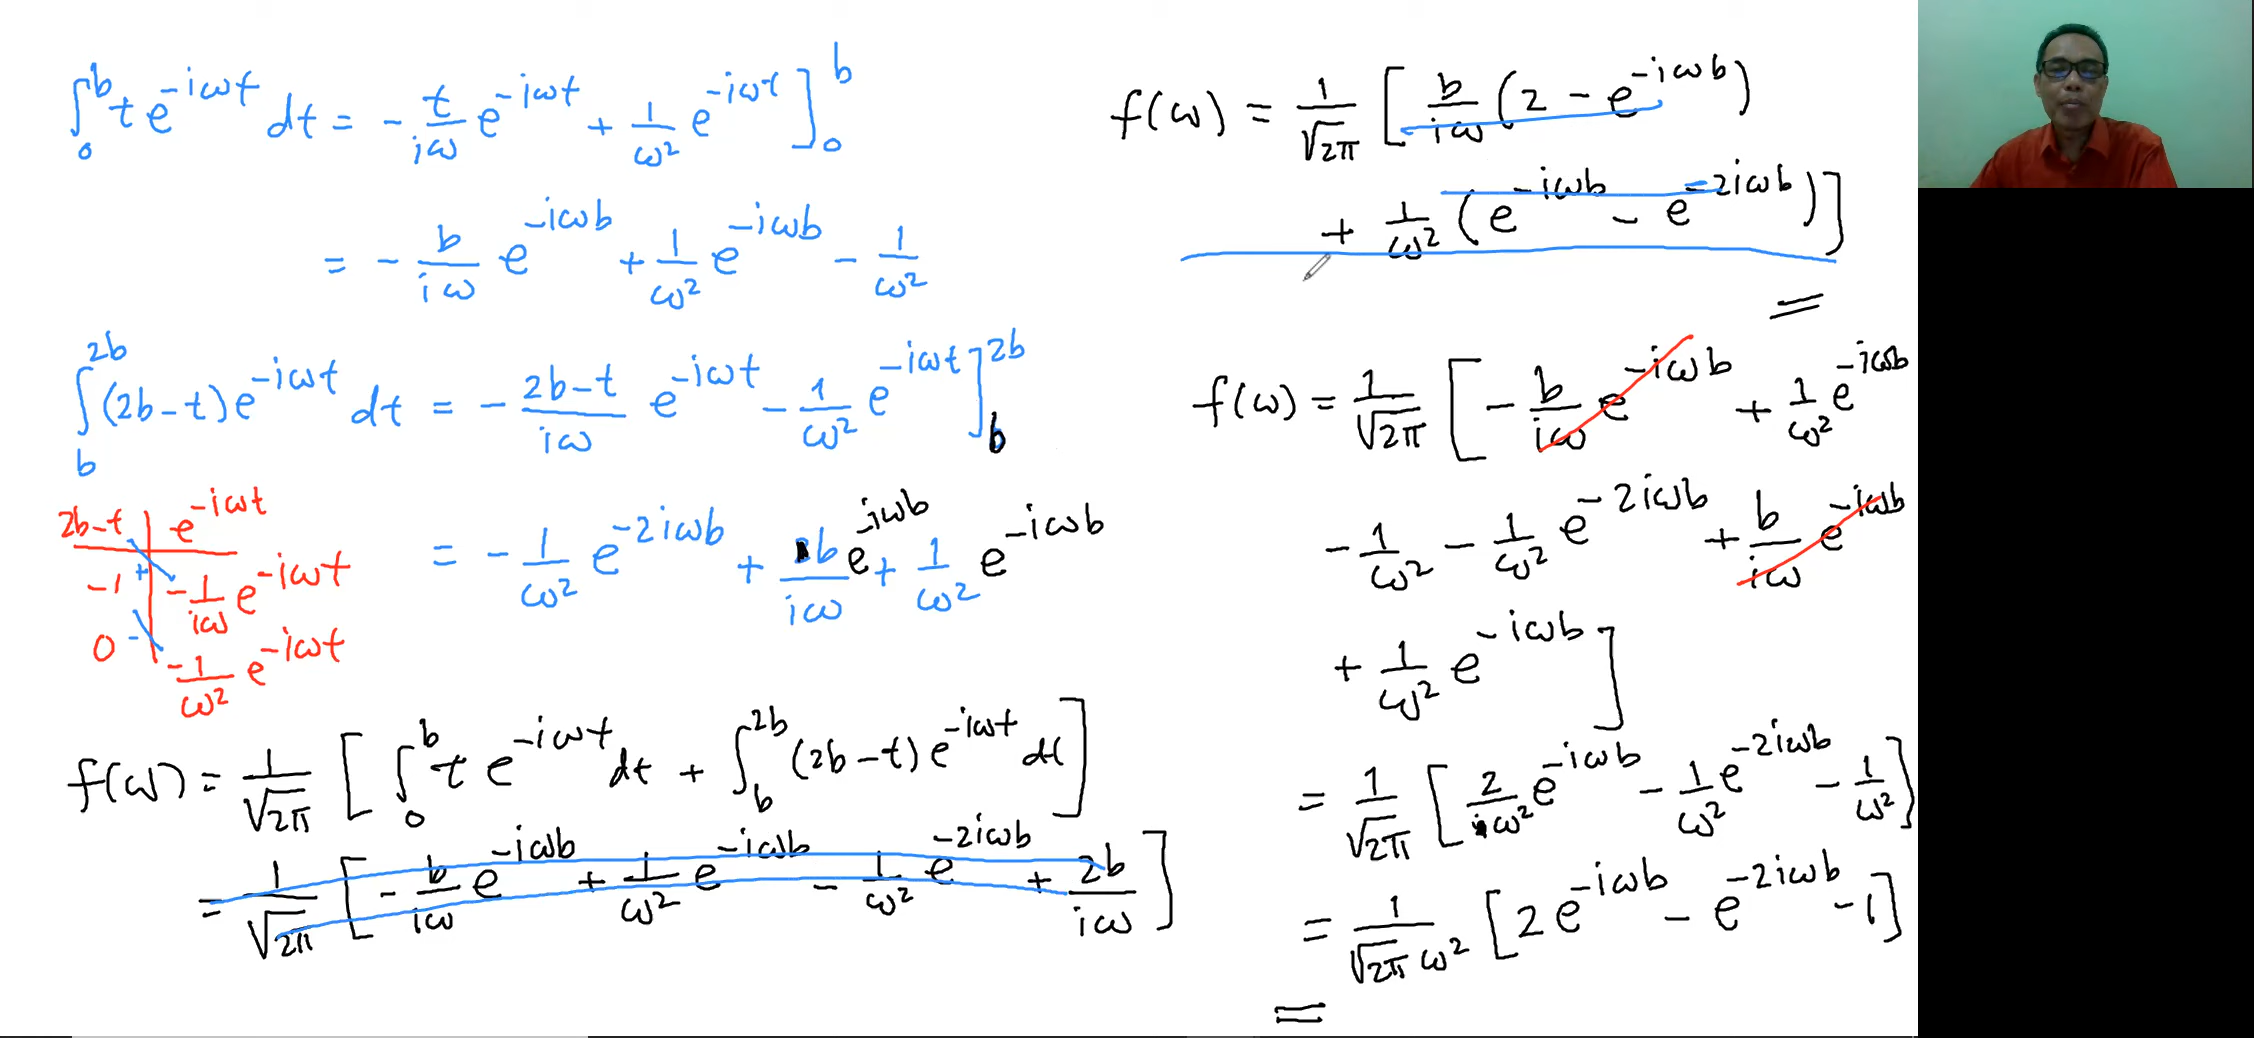 ∫₀ᵇ t e^{-iωt} dt = - t/iω e^{-iωt} + 1/ω² e^{-iωt} ]₀ᵇ
= - b/iω e^{-iωb} + 1/ω² e^{-iωb} - 1/ω²
∫_b^{2b} (2b-t) e^{-iωt} dt = - (2b-t)/iω e^{-iωt} - 1/ω² e^{-iωt} ]_b^{2b}
= - 1/ω² e^{-2iωb} + b/iω e^{-iωb} + 1/ω² e^{-iωb}
2b-t | e^{-iωt}
-1 + | - 1/iω e^{-iωt}
0 - | - 1/ω² e^{-iωt}
f(ω) = 1/√2π [ ∫₀ᵇ t e^{-iωt} dt + ∫_b^{2b} (2b-t) e^{-iωt} dt ]
= 1/√2π [ - b/iω e^{-iωb} + 1/ω² e^{-iωb} - 1/ω² e^{-2iωb} + 2b/iω ]
f(ω) = 1/√2π [ b/iω (2 - e^{-iωb})
+ 1/ω² (e^{-iωb} - e^{-2iωb}) ]
=
f(ω) = 1/√2π [ - b/iω e^{-iωb} + 1/ω² e^{-iωb}
- 1/ω² - 1/ω² e^{-2iωb} + b/iω e^{-iωb}
+ 1/ω² e^{-iωb} ]
= 1/√2π [ 2/ω² e^{-iωb} - 1/ω² e^{-2iωb} - 1/ω² ]
= 1/√2π ω² [ 2 e^{-iωb} - e^{-2iωb} - 1 ]
=